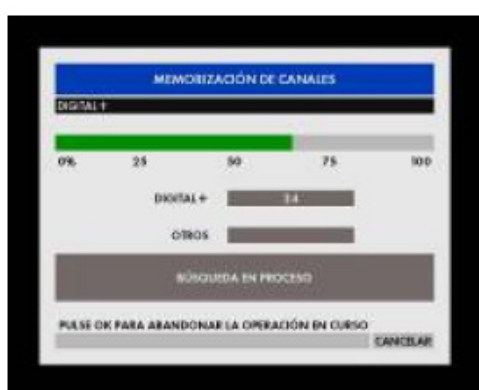 MEMORIZACIÓN DE CANALES
DIGITAL+
0% 25 50 75 100
DIGITAL+ 34
OTROS
BÚSQUEDA EN PROCESO
PULSE OK PARA ABANDONAR LA OPERACIÓN EN CURSO
CANCELAR